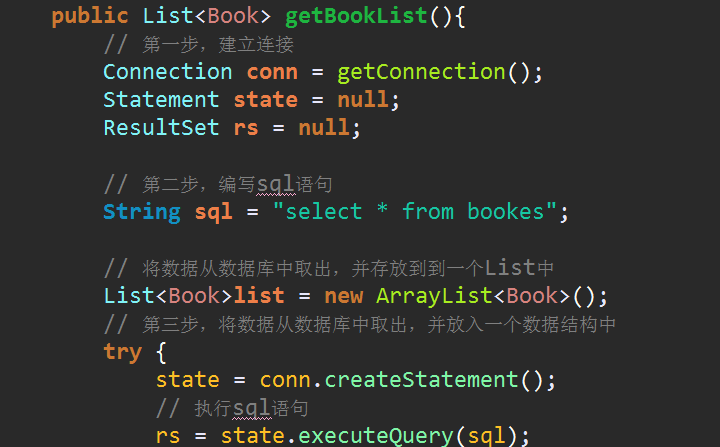 public List<Book> getBookList(){
// 第一步，建立连接
Connection conn = getConnection();
Statement state = null;
ResultSet rs = null;
// 第二步，编写sql语句
String sql = "select * from bookes";
// 将数据从数据库中取出，并存放到到一个List中
List<Book>list = new ArrayList<Book>();
// 第三步，将数据从数据库中取出，并放入一个数据结构中
try {
state = conn.createStatement();
// 执行sql语句
rs = state.executeQuery(sql);